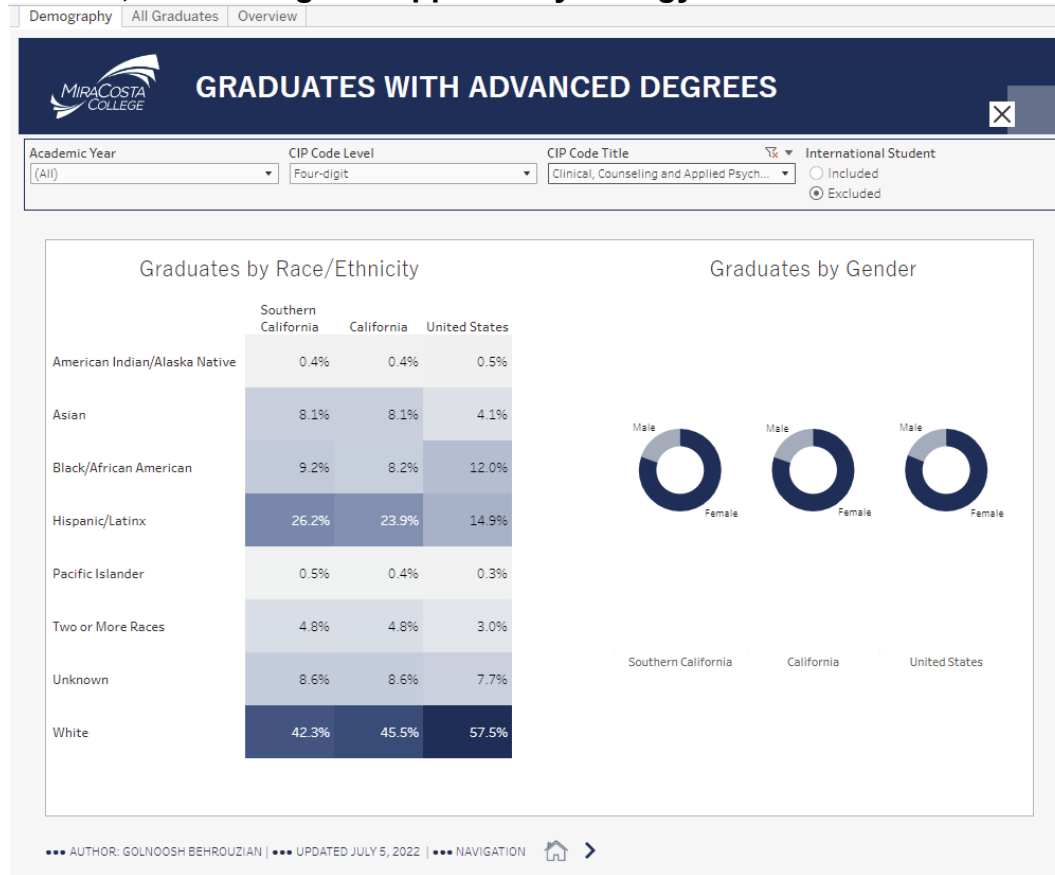 Demography All Graduates Overview
MIRACOSTA
COLLEGE
GRADUATES WITH ADVANCED DEGREES
Academic Year CIP Code Level CIP Code Title International Student
(All) Four-digit Clinical, Counseling and Applied Psych... Included
Excluded
Graduates by Race/Ethnicity Graduates by Gender
Southern
California California United States
American Indian/Alaska Native 0.4% 0.4% 0.5%
Asian 8.1% 8.1% 4.1%
Male Male Male
Black/African American 9.2% 8.2% 12.0%
Female Female Female
Hispanic/Latinx 26.2% 23.9% 14.9%
Pacific Islander 0.5% 0.4% 0.3%
Two or More Races 4.8% 4.8% 3.0%
Southern California California United States
Unknown 8.6% 8.6% 7.7%
White 42.3% 45.5% 57.5%
••• AUTHOR: GOLNOOSH BEHROUZIAN | ••• UPDATED JULY 5, 2022 | ••• NAVIGATION